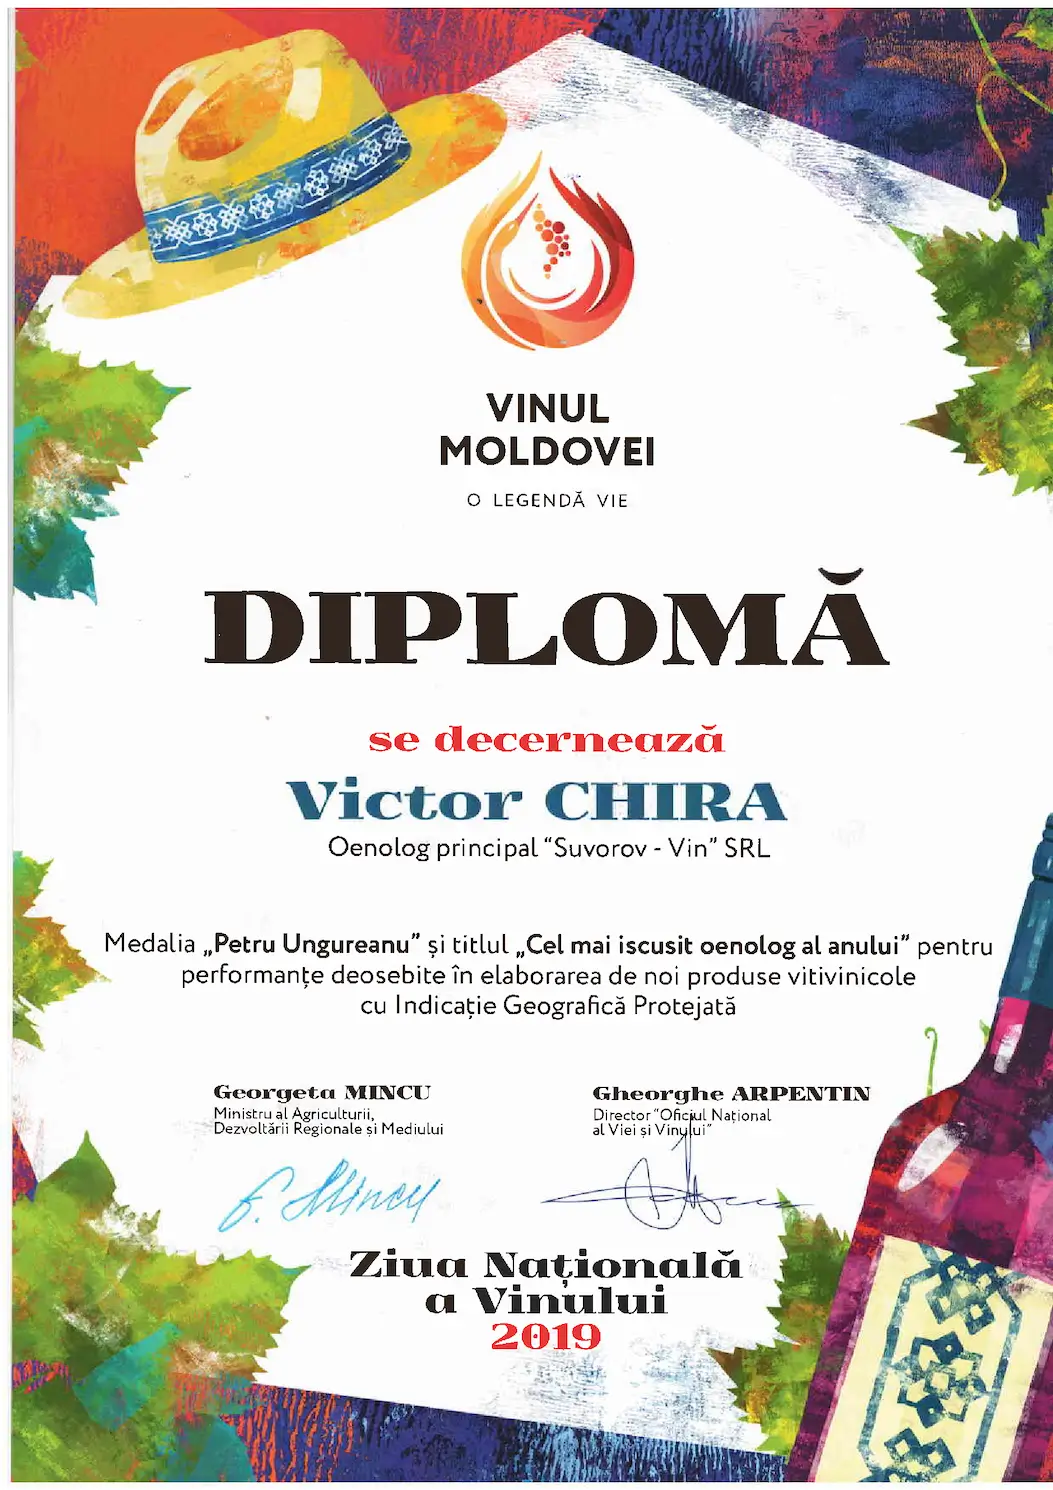 VINUL
MOLDOVEI
O LEGENDĂ VIE
DIPLOMĂ
se decernează
Victor CHIRA
Oenolog principal “Suvorov - Vin” SRL
Medalia „Petru Ungureanu” și titlul „Cel mai iscusit oenolog al anului” pentru
performanțe deosebite în elaborarea de noi produse vitivinicole
cu Indicație Geografică Protejată
Georgeta MINCU
Ministru al Agriculturii,
Dezvoltării Regionale și Mediului
Gheorghe ARPENTIN
Director “Oficiul Național
al Viei și Vinului”
Ziua Națională
a Vinului
2019